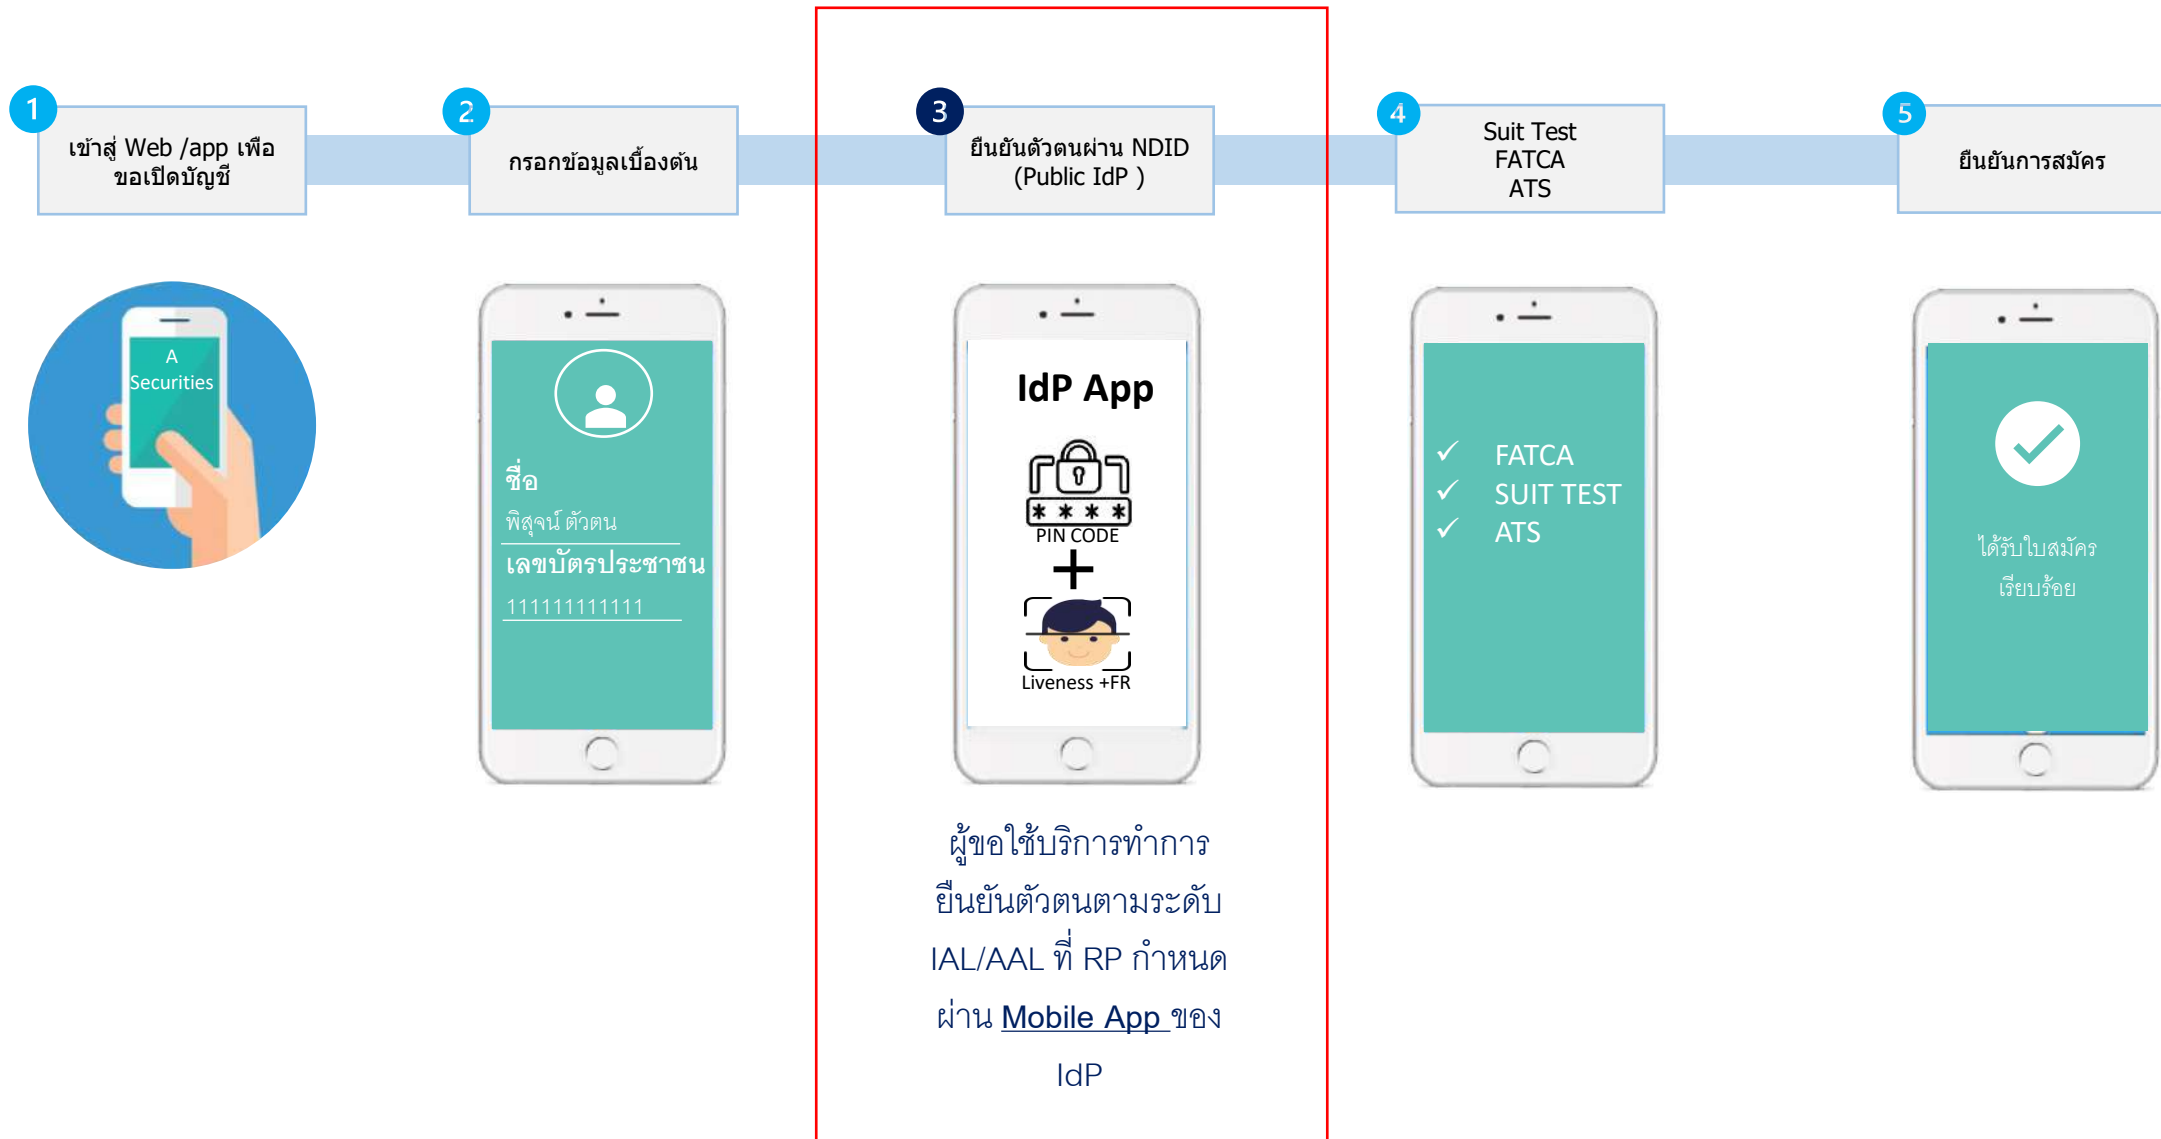 1
เข้าสู่ Web /app เพื่อ
ขอเปิดบัญชี
2
กรอกข้อมูลเบื้องต้น
3
ยืนยันตัวตนผ่าน NDID
(Public IdP )
4
Suit Test
FATCA
ATS
5
ยืนยันการสมัคร
A
Securities
ชื่อ
พิสุจน์ ตัวตน
เลขบัตรประชาชน
111111111111
IdP App
* * * *
PIN CODE
+
Liveness +FR
✓ FATCA
✓ SUIT TEST
✓ ATS
ได้รับใบสมัคร
เรียบร้อย
ผู้ขอใช้บริการทำการ
ยืนยันตัวตนตามระดับ
IAL/AAL ที่ RP กำหนด
ผ่าน Mobile App ของ
IdP